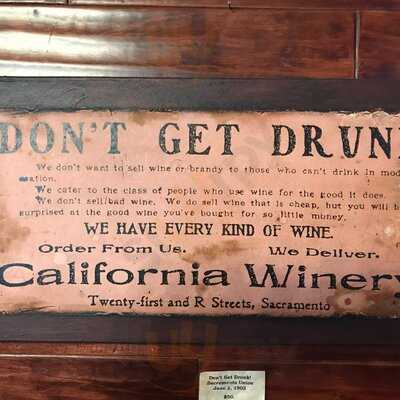 DON'T GET DRUN
We don't want to sell wine or brandy to those who can't drink in mod
ation.
We cater to the class of people who use wine for the good it does.
We don't sell bad wine. We do sell wine that is cheap, but you will b
surprised at the good wine you've bought for so little money.
WE HAVE EVERY KIND OF WINE.
Order From Us. We Deliver.
California Winery
Twenty-first and R Streets, Sacramento
Don't Get Drunk!
Sacramento Union
June 2, 1903
$50.